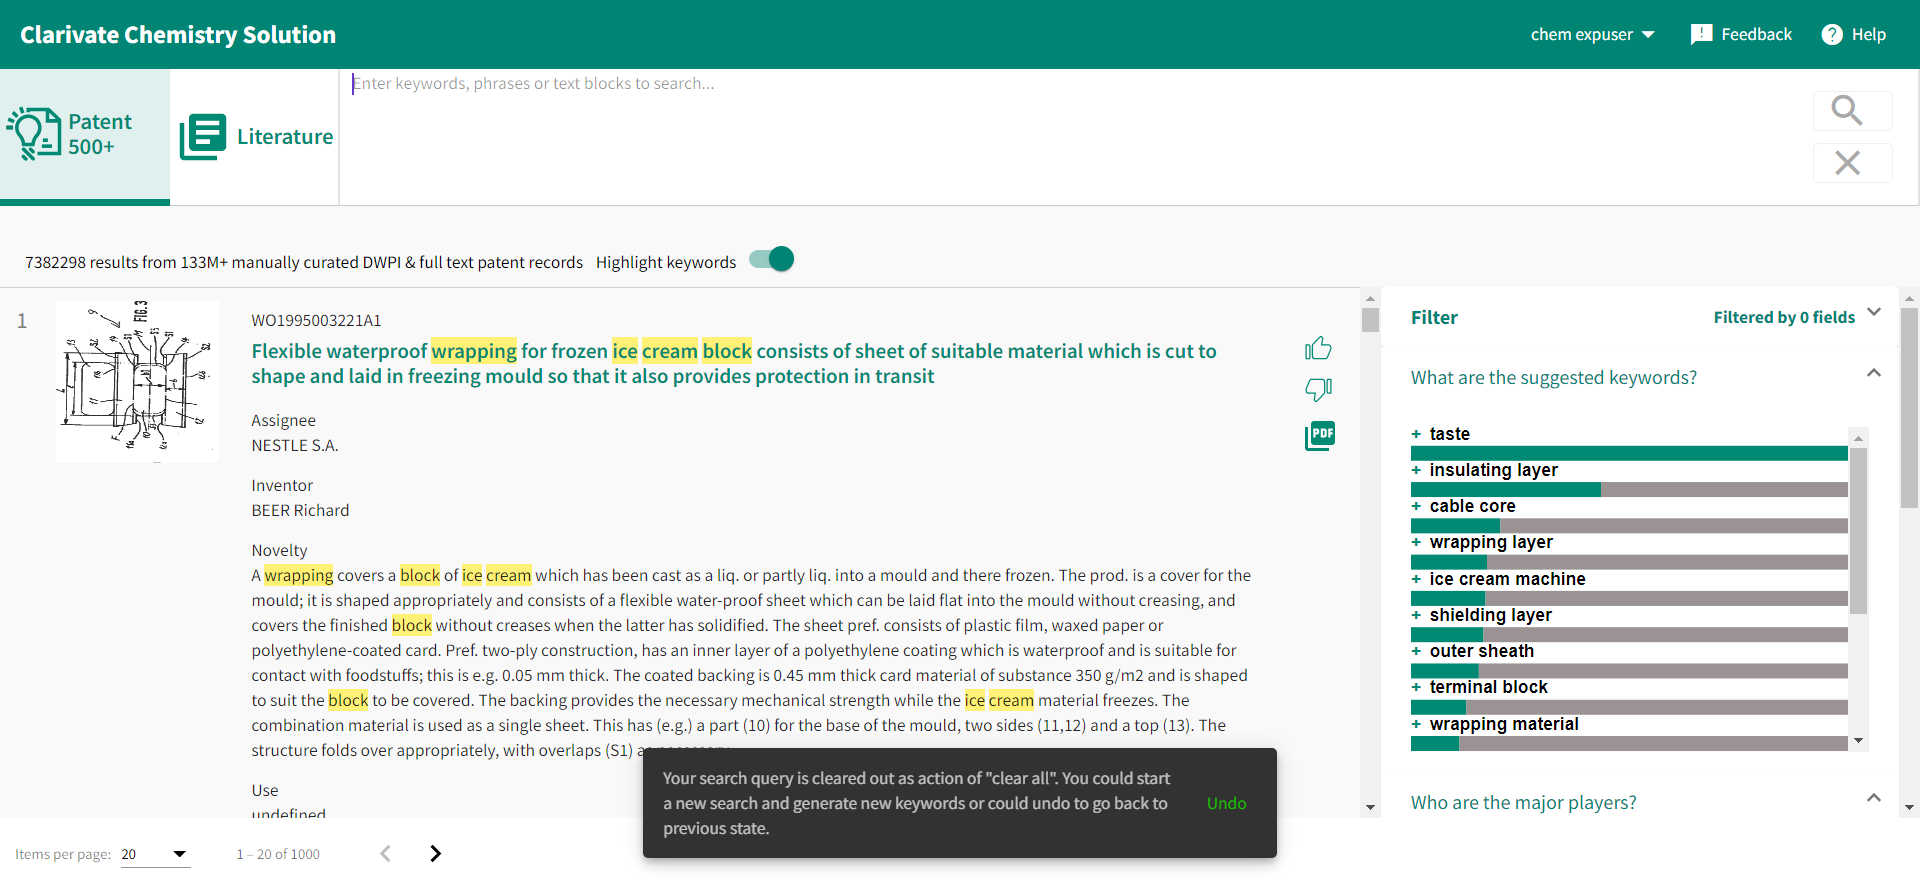 Clarivate Chemistry Solution
chem expuser
Feedback
Help
Patent
500+
Literature
Enter keywords, phrases or text blocks to search...
7382298 results from 133M+ manually curated DWPI & full text patent records
Highlight keywords
1
FIG.3
WO1995003221A1
Flexible waterproof wrapping for frozen ice cream block consists of sheet of suitable material which is cut to
shape and laid in freezing mould so that it also provides protection in transit
Assignee
NESTLE S.A.
Inventor
BEER Richard
Novelty
A wrapping covers a block of ice cream which has been cast as a liq. or partly liq. into a mould and there frozen. The prod. is a cover for the
mould; it is shaped appropriately and consists of a flexible water-proof sheet which can be laid flat into the mould without creasing, and
covers the finished block without creases when the latter has solidified. The sheet pref. consists of plastic film, waxed paper or
polyethylene-coated card. Pref. two-ply construction, has an inner layer of a polyethylene coating which is waterproof and is suitable for
contact with foodstuffs; this is e.g. 0.05 mm thick. The coated backing is 0.45 mm thick card material of substance 350 g/m2 and is shaped
to suit the block to be covered. The backing provides the necessary mechanical strength while the ice cream material freezes. The
combination material is used as a single sheet. This has (e.g.) a part (10) for the base of the mould, two sides (11,12) and a top (13). The
structure folds over appropriately, with overlaps (S1)
Use
undefined
PDF
Filter
Filtered by 0 fields
What are the suggested keywords?
+ taste
+ insulating layer
+ cable core
+ wrapping layer
+ ice cream machine
+ shielding layer
+ outer sheath
+ terminal block
+ wrapping material
Who are the major players?
Your search query is cleared out as action of "clear all". You could start
a new search and generate new keywords or could undo to go back to
previous state.
Undo
Items per page: 20
1 – 20 of 1000